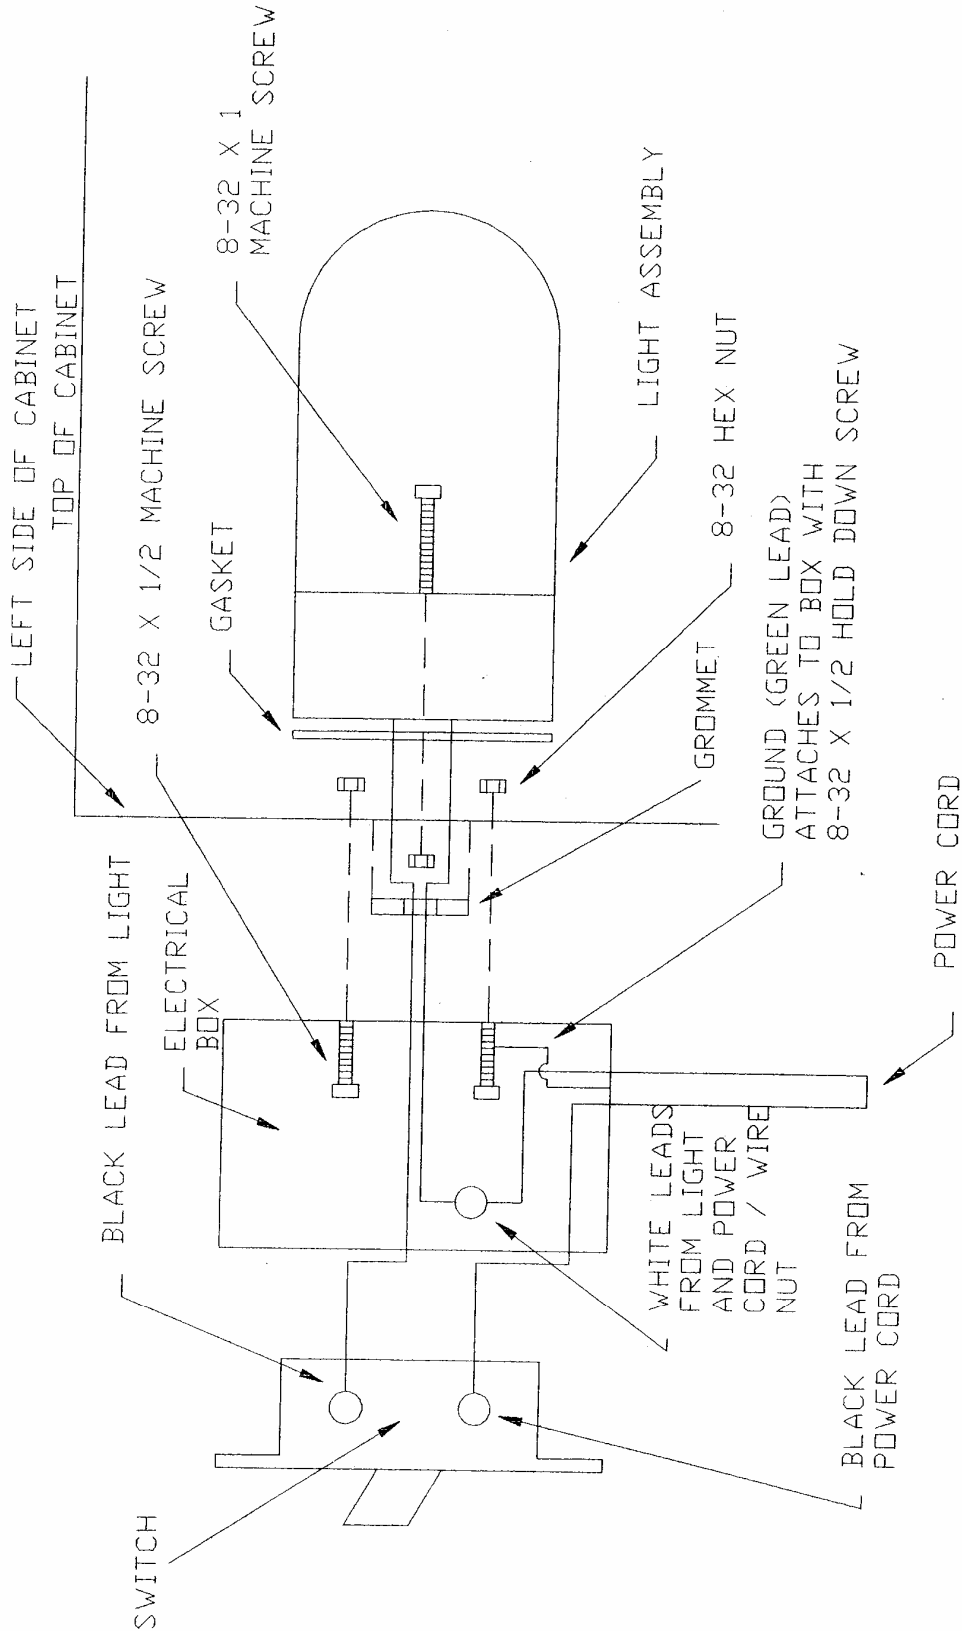 LEFT SIDE OF CABINET
TOP OF CABINET
8-32 X 1/2 MACHINE SCREW
8-32 X 1
MACHINE SCREW
GASKET
BLACK LEAD FROM LIGHT
ELECTRICAL
BOX
SWITCH
LIGHT ASSEMBLY
8-32 HEX NUT
GROMMET
GROUND (GREEN LEAD)
ATTACHES TO BOX WITH
8-32 X 1/2 HOLD DOWN SCREW
POWER CORD
WHITE LEADS
FROM LIGHT
AND POWER
CORD / WIRE
NUT
BLACK LEAD FROM
POWER CORD